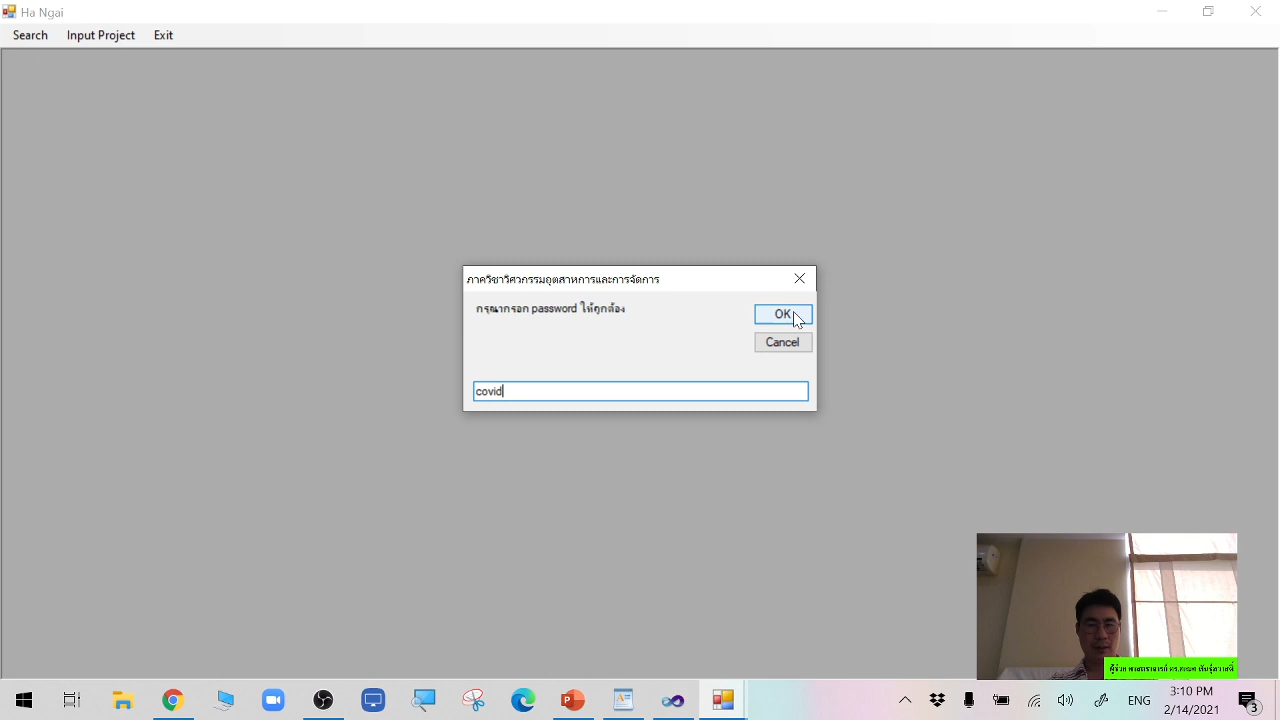 Ha Ngai
Search Input Project Exit
ภาควิชาวิศวกรรมอุตสาหการและการจัดการ
กรุณากรอก password ให้ถูกต้อง
OK
Cancel
covid
ENG
3:10 PM
2/14/2021
3